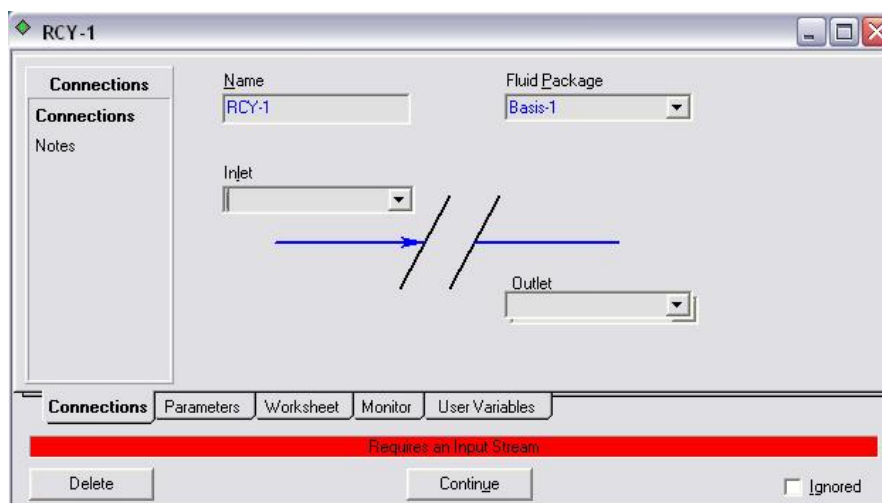 RCY-1
Connections
Connections
Notes
Name
RCY-1
Fluid Package
Basis-1
Inlet
Outlet
Connections Parameters Worksheet Monitor User Variables
Requires an Input Stream
Delete Continue Ignored